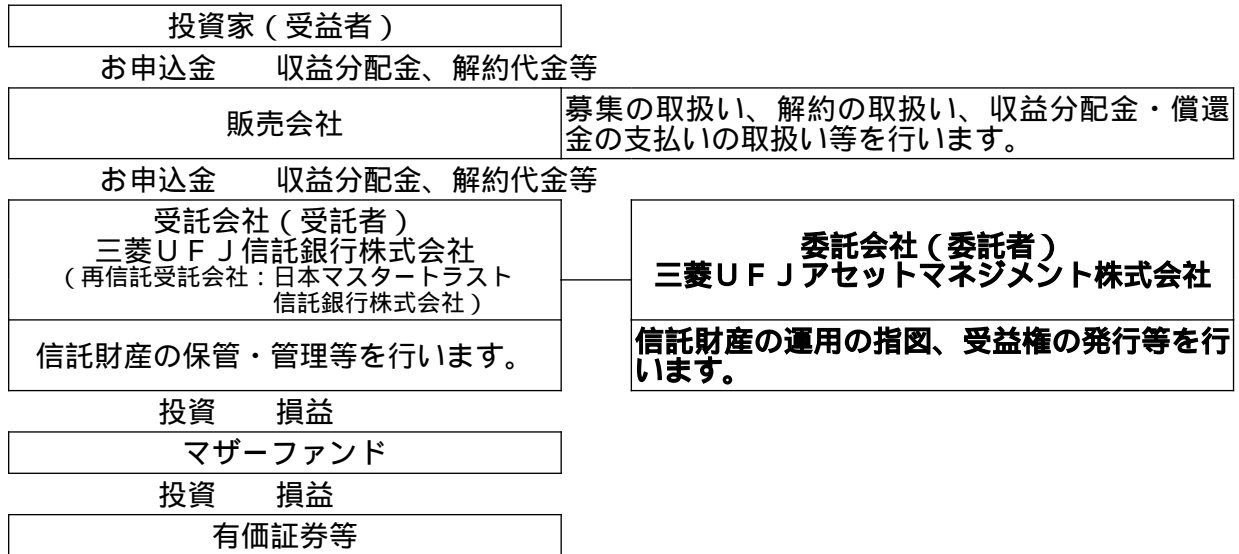 投資家（受益者）
お申込金　　収益分配金、解約代金等
販売会社
募集の取扱い、解約の取扱い、収益分配金・償還
金の支払いの取扱い等を行います。
お申込金　　収益分配金、解約代金等
受託会社（受託者）
三菱ＵＦＪ信託銀行株式会社
（再信託受託会社：日本マスタートラスト
信託銀行株式会社）
信託財産の保管・管理等を行います。
委託会社（委託者）
三菱ＵＦＪアセットマネジメント株式会社
信託財産の運用の指図、受益権の発行等を行
います。
投資　　損益
マザーファンド
投資　　損益
有価証券等